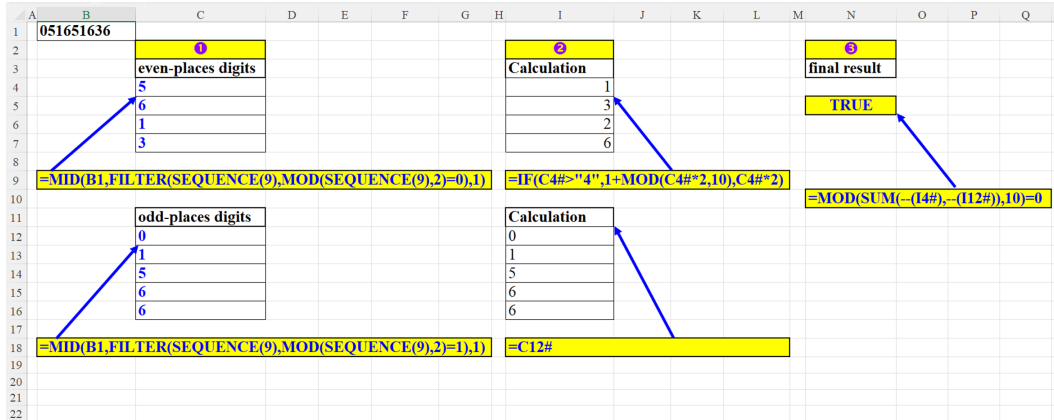 A B C D E F G H I J K L M N O P Q
1 051651636
2 ❶ ❷ ❸
3 even-places digits Calculation final result
4 5 1
5 6 3 TRUE
6 1 2
7 3 6
8
9 =MID(B1,FILTER(SEQUENCE(9),MOD(SEQUENCE(9),2)=0),1) =IF(C4#>"4",1+MOD(C4#*2,10),C4#*2)
10 =MOD(SUM(--(I4#),--(I12#)),10)=0
11 odd-places digits Calculation
12 0 0
13 1 1
14 5 5
15 6 6
16 6 6
17
18 =MID(B1,FILTER(SEQUENCE(9),MOD(SEQUENCE(9),2)=1),1) =C12#
19
20
21
22